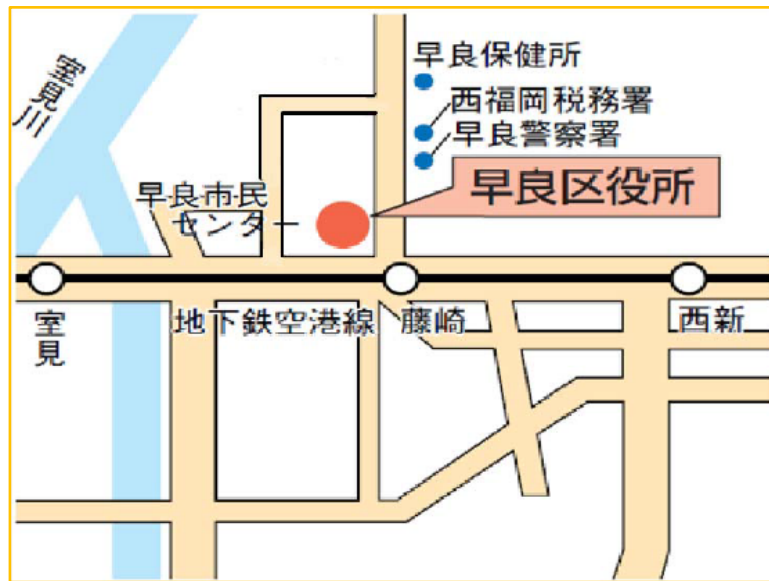 室見川
早良保健所
西福岡税務署
早良警察署
早良区役所
早良市民
センター
室見
地下鉄空港線
藤崎
西新